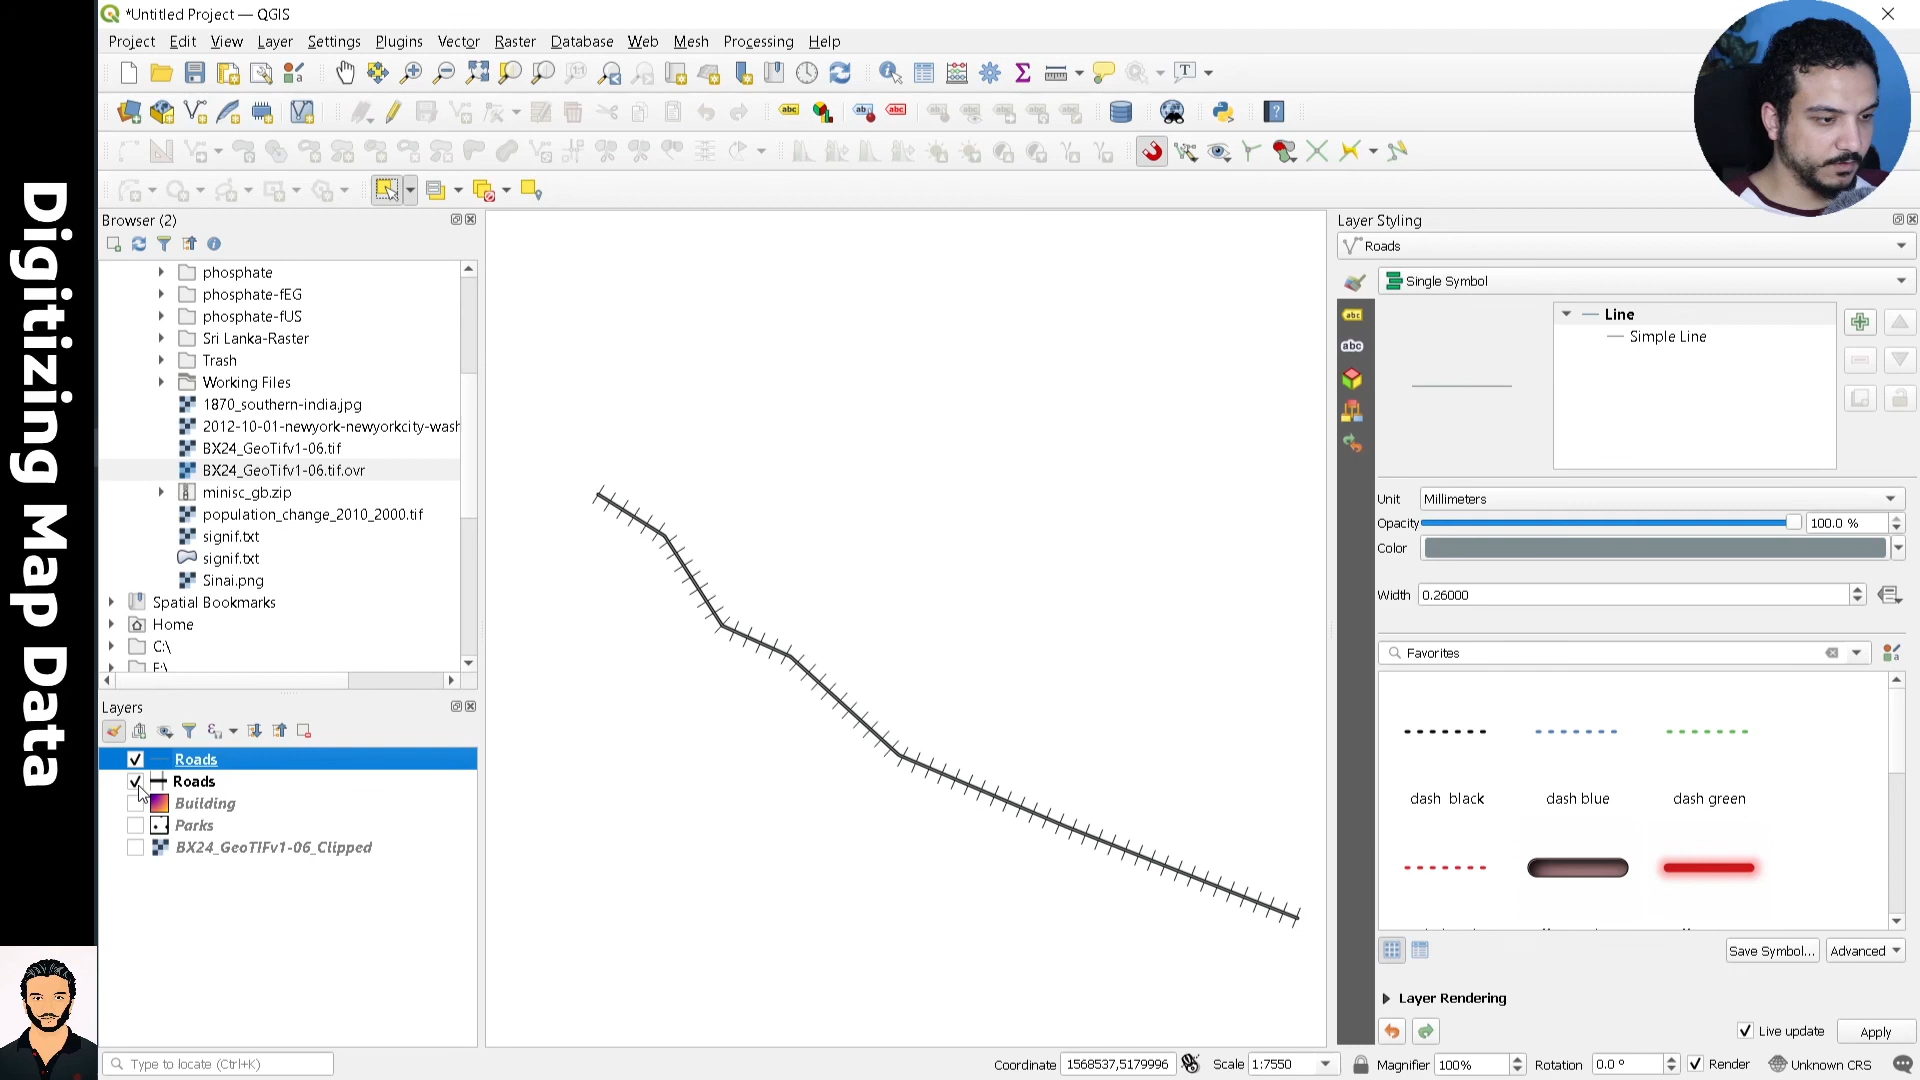 *Untitled Project — QGIS
Project Edit View Layer Settings Plugins Vector Raster Database Web Mesh Processing Help
Digitizing Map Data
Browser (2)
phosphate
phosphate-fEG
phosphate-fUS
Sri Lanka-Raster
Trash
Working Files
1870_southern-india.jpg
2012-10-01-newyork-newyorkcity-wash
BX24_GeoTifv1-06.tif
BX24_GeoTifv1-06.tif.ovr
minisc_gb.zip
population_change_2010_2000.tif
signif.txt
signif.txt
Sinai.png
Spatial Bookmarks
Home
C:\
E:\
Layers
Roads
Roads
Building
Parks
BX24_GeoTIFv1-06_Clipped
Layer Styling
Roads
Single Symbol
Line
Simple Line
Unit Millimeters
Opacity 100.0 %
Color
Width 0.26000
Favorites
dash black dash blue dash green
Save Symbol... Advanced
Layer Rendering
Live update Apply
Type to locate (Ctrl+K) Coordinate 1568537,5179996 Scale 1:7550 Magnifier 100% Rotation 0.0 ° Render Unknown CRS